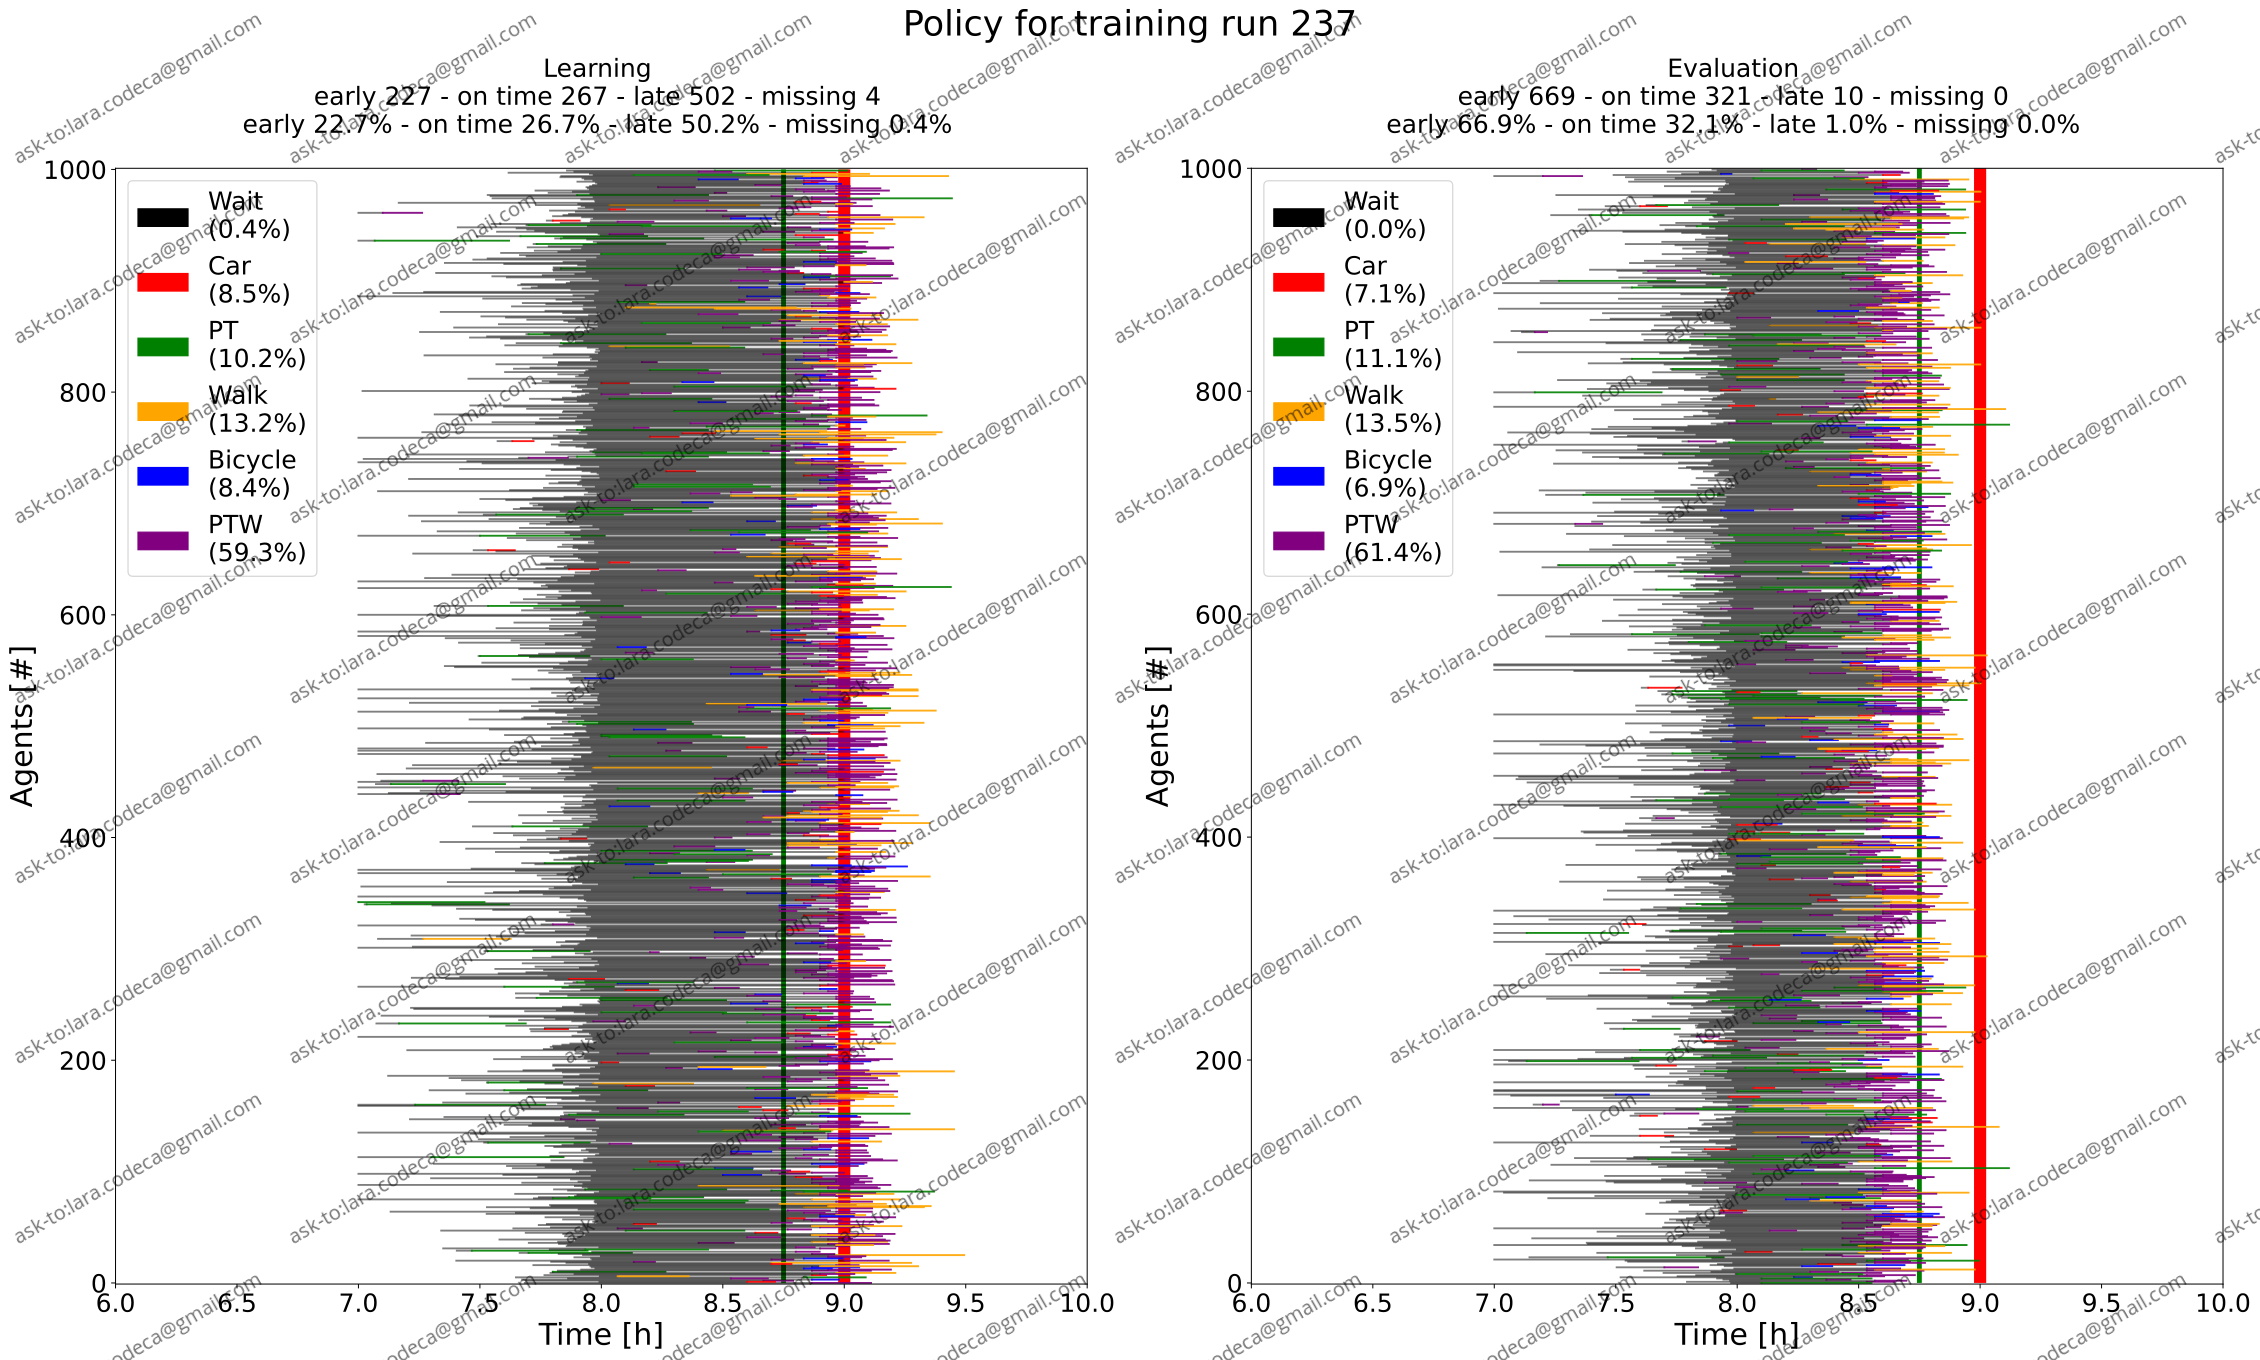 Policy for training run 237
Learning
early 227 - on time 267 - late 502 - missing 4
early 22.7% - on time 26.7% - late 50.2% - missing 0.4%
1000
800
600
400
200
0
Agents [#]
Wait
(0.4%)
Car
(8.5%)
PT
(10.2%)
Walk
(13.2%)
Bicycle
(8.4%)
PTW
(59.3%)
6.0 6.5 7.0 7.5 8.0 8.5 9.0 9.5 10.0
Time [h]
Evaluation
early 669 - on time 321 - late 10 - missing 0
early 66.9% - on time 32.1% - late 1.0% - missing 0.0%
1000
800
600
400
200
0
Agents [#]
Wait
(0.0%)
Car
(7.1%)
PT
(11.1%)
Walk
(13.5%)
Bicycle
(6.9%)
PTW
(61.4%)
6.0 6.5 7.0 7.5 8.0 8.5 9.0 9.5 10.0
Time [h]
ask-to:lara.codeca@gmail.com